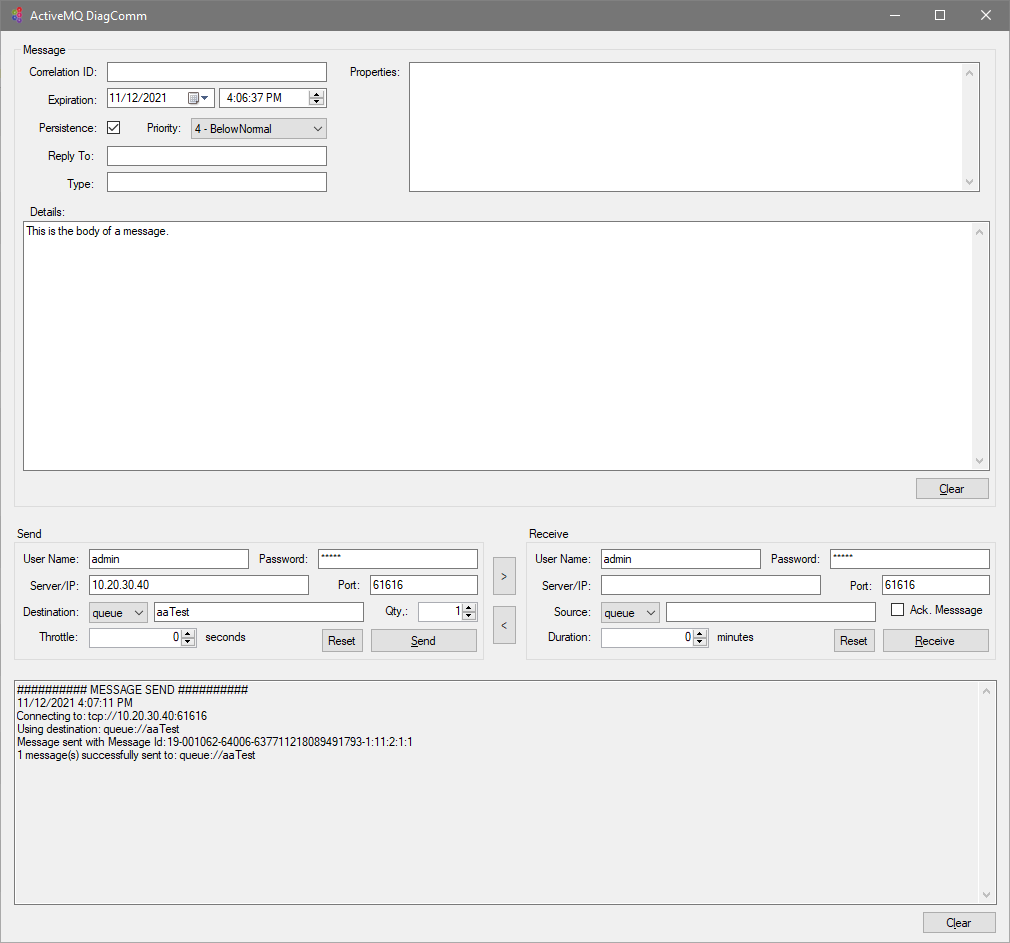 ActiveMQ DiagComm
Message
Correlation ID:
Properties:
Expiration: 11/12/2021 4:06:37 PM
Persistence: Priority: 4 - BelowNormal
Reply To:
Type:
Details:
This is the body of a message.
Clear
Send
User Name: admin Password: *****
Server/IP: 10.20.30.40 Port: 61616
Destination: queue aaTest Qty.: 1
Throttle: 0 seconds Reset Send
>
<
Receive
User Name: admin Password: *****
Server/IP: Port: 61616
Source: queue Ack. Messsage
Duration: 0 minutes Reset Receive
########## MESSAGE SEND ##########
11/12/2021 4:07:11 PM
Connecting to: tcp://10.20.30.40:61616
Using destination: queue://aaTest
Message sent with Message Id: 19-001062-64006-637711218089491793-1:11:2:1:1
1 message(s) successfully sent to: queue://aaTest
Clear